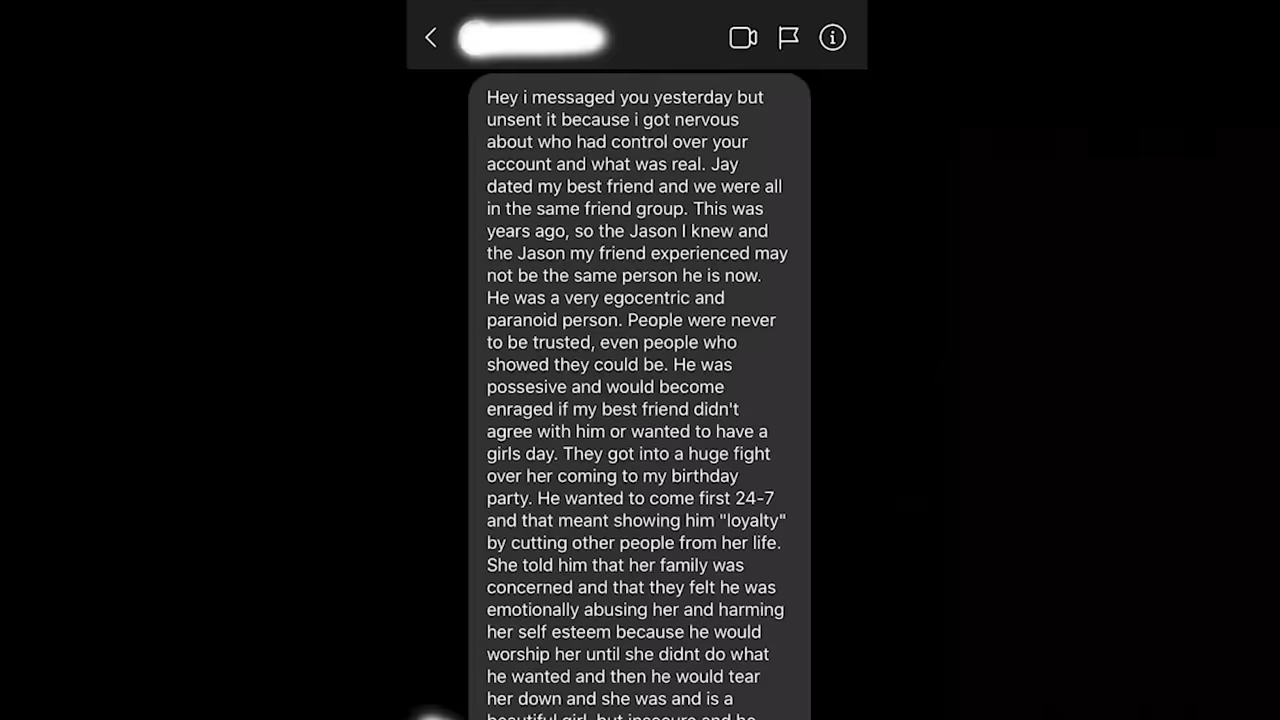 Hey i messaged you yesterday but
unsent it because i got nervous
about who had control over your
account and what was real. Jay
dated my best friend and we were all
in the same friend group. This was
years ago, so the Jason I knew and
the Jason my friend experienced may
not be the same person he is now.
He was a very egocentric and
paranoid person. People were never
to be trusted, even people who
showed they could be. He was
possesive and would become
enraged if my best friend didn't
agree with him or wanted to have a
girls day. They got into a huge fight
over her coming to my birthday
party. He wanted to come first 24-7
and that meant showing him "loyalty"
by cutting other people from her life.
She told him that her family was
concerned and that they felt he was
emotionally abusing her and harming
her self esteem because he would
worship her until she didnt do what
he wanted and then he would tear
her down and she was and is a
beautiful girl, but insecure and he